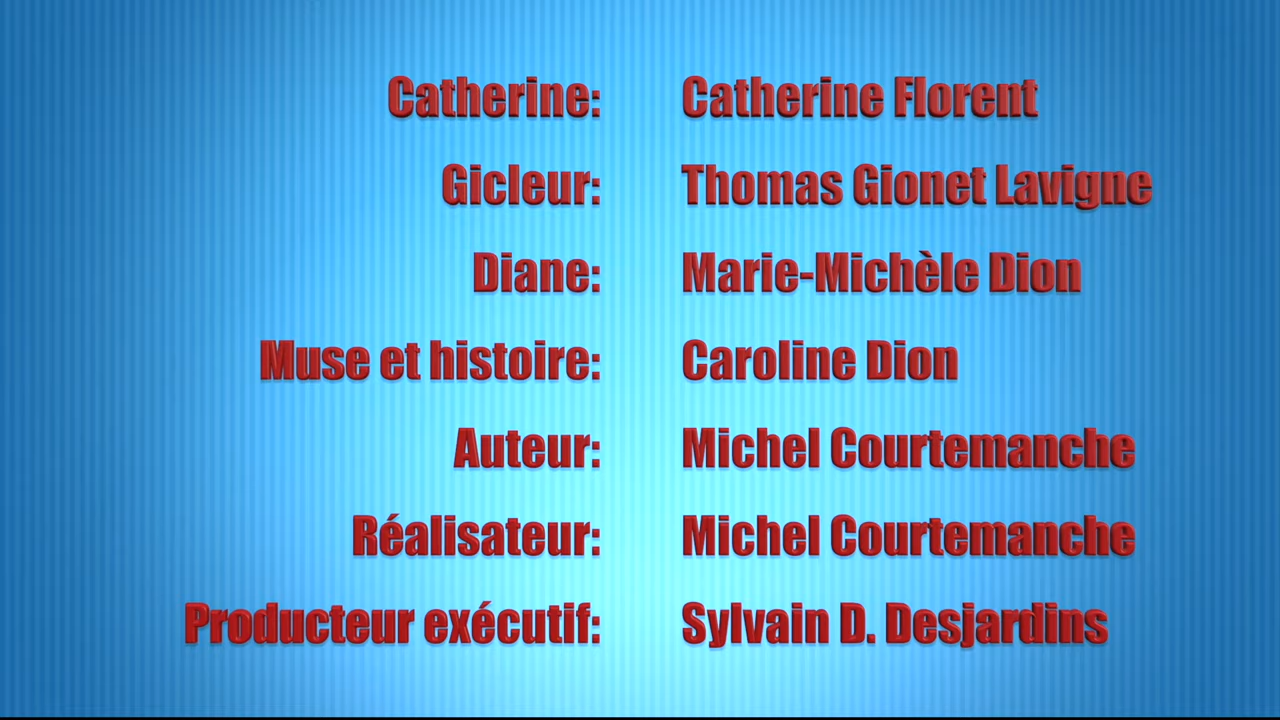 Catherine: Catherine Florent
Gicleur: Thomas Gionet Lavigne
Diane: Marie-Michèle Dion
Muse et histoire: Caroline Dion
Auteur: Michel Courtemanche
Réalisateur: Michel Courtemanche
Producteur exécutif: Sylvain D. Desjardins